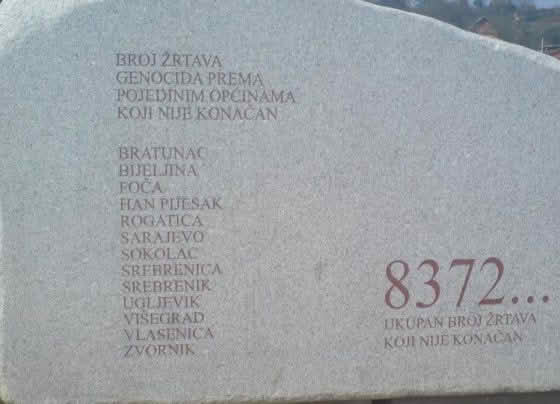 BROJ ŽRTAVA
GENOCIDA PREMA
POJEDINIM OPĆINAMA
KOJI NIJE KONAČAN
BRATUNAC
BIJELJINA
FOČA
HAN PIJESAK
ROGATICA
SARAJEVO
SOKOLAC
SREBRENICA
SREBRENIK
UGLJEVIK
VIŠEGRAD
VLASENICA
ZVORNIK
8372...
UKUPAN BROJ ŽRTAVA
KOJI NIJE KONAČAN